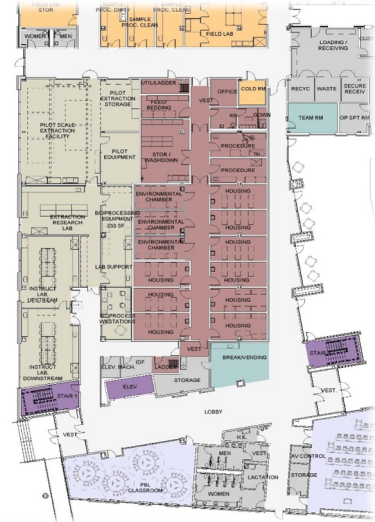 FIELD LAB
STOR
PROC. DIRTY
SAMPLE
PROC. CLEAN
PROC. CLEAN
FIELD LAB
WOMEN
MEN
LOADING /
RECEIVING
UTIL/LADDER
VEST
OFFICE
COLD RM
RECYC
WASTE
SECURE
RECEIV
PILOT
EXTRACTION
STORAGE
FEED/
BEDDING
DOWN
TEAM RM
OP SPT RM
PILOT SCALE
EXTRACTION
FACILITY
PILOT
EQUIPMENT
STOR/
WASHDOWN
PROCEDURE
PROCEDURE
ENVIRONMENTAL
CHAMBER
HOUSING
EXTRACTION
RESEARCH
LAB
BIOPROCESSING
EQUIPMENT
233 SF
ENVIRONMENTAL
CHAMBER
HOUSING
ENVIRONMENTAL
CHAMBER
HOUSING
LAB SUPPORT
HOUSING
HOUSING
INSTRUCT
LAB,
UPSTREAM
BIOPROCESS
W/STATIONS
HOUSING
HOUSING
HOUSING
HOUSING
VEST
INSTRUCT
LAB,
DOWNSTREAM
ELEV. MACH.
IDF
LADDER
BREAK/VENDING
STAIR
STAIR
ELEV
STORAGE
VEST
LOBBY
VEST
H.K.
MEN
VEST
AV CONTROL
LACTATION
STORAGE
PBL
CLASSROOM
WOMEN